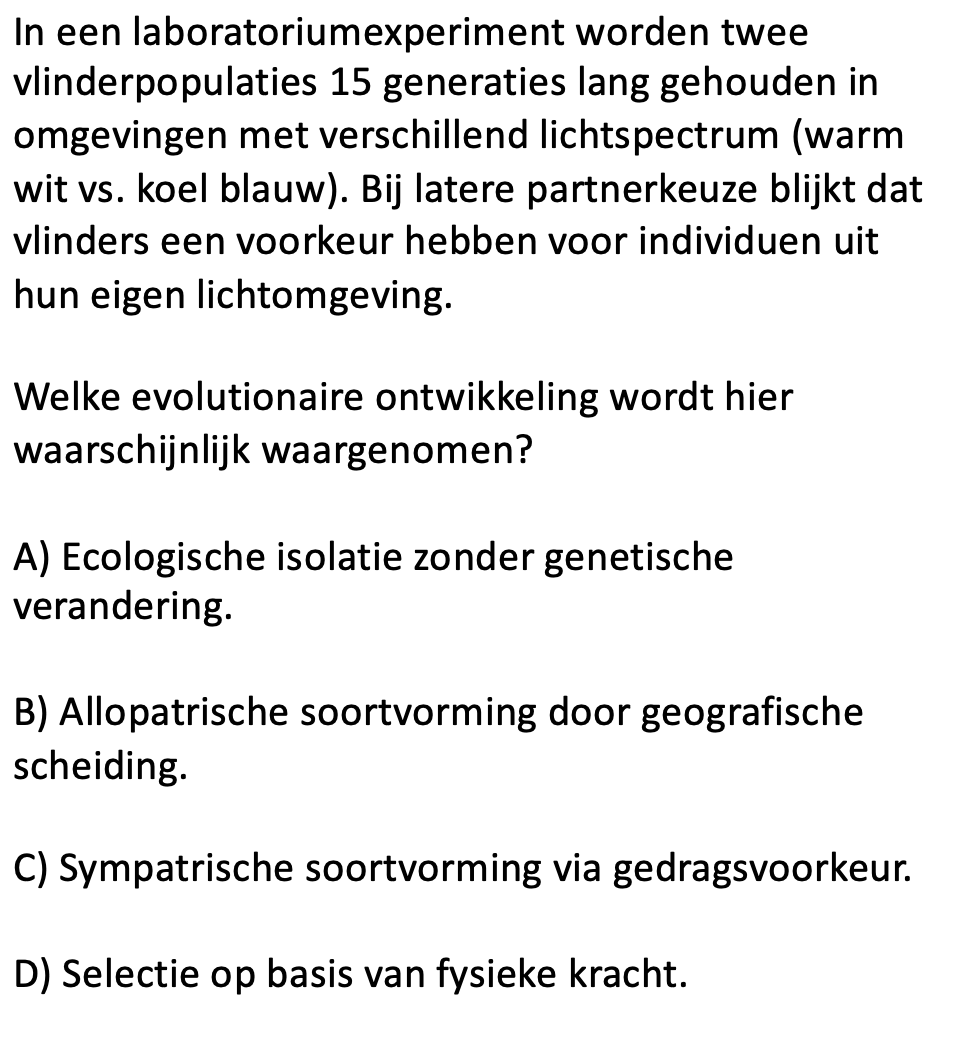 In een laboratoriumexperiment worden twee
vlinderpopulaties 15 generaties lang gehouden in
omgevingen met verschillend lichtspectrum (warm
wit vs. koel blauw). Bij latere partnerkeuze blijkt dat
vlinders een voorkeur hebben voor individuen uit
hun eigen lichtomgeving.
Welke evolutionaire ontwikkeling wordt hier
waarschijnlijk waargenomen?
A) Ecologische isolatie zonder genetische
verandering.
B) Allopatrische soortvorming door geografische
scheiding.
C) Sympatrische soortvorming via gedragsvoorkeur.
D) Selectie op basis van fysieke kracht.